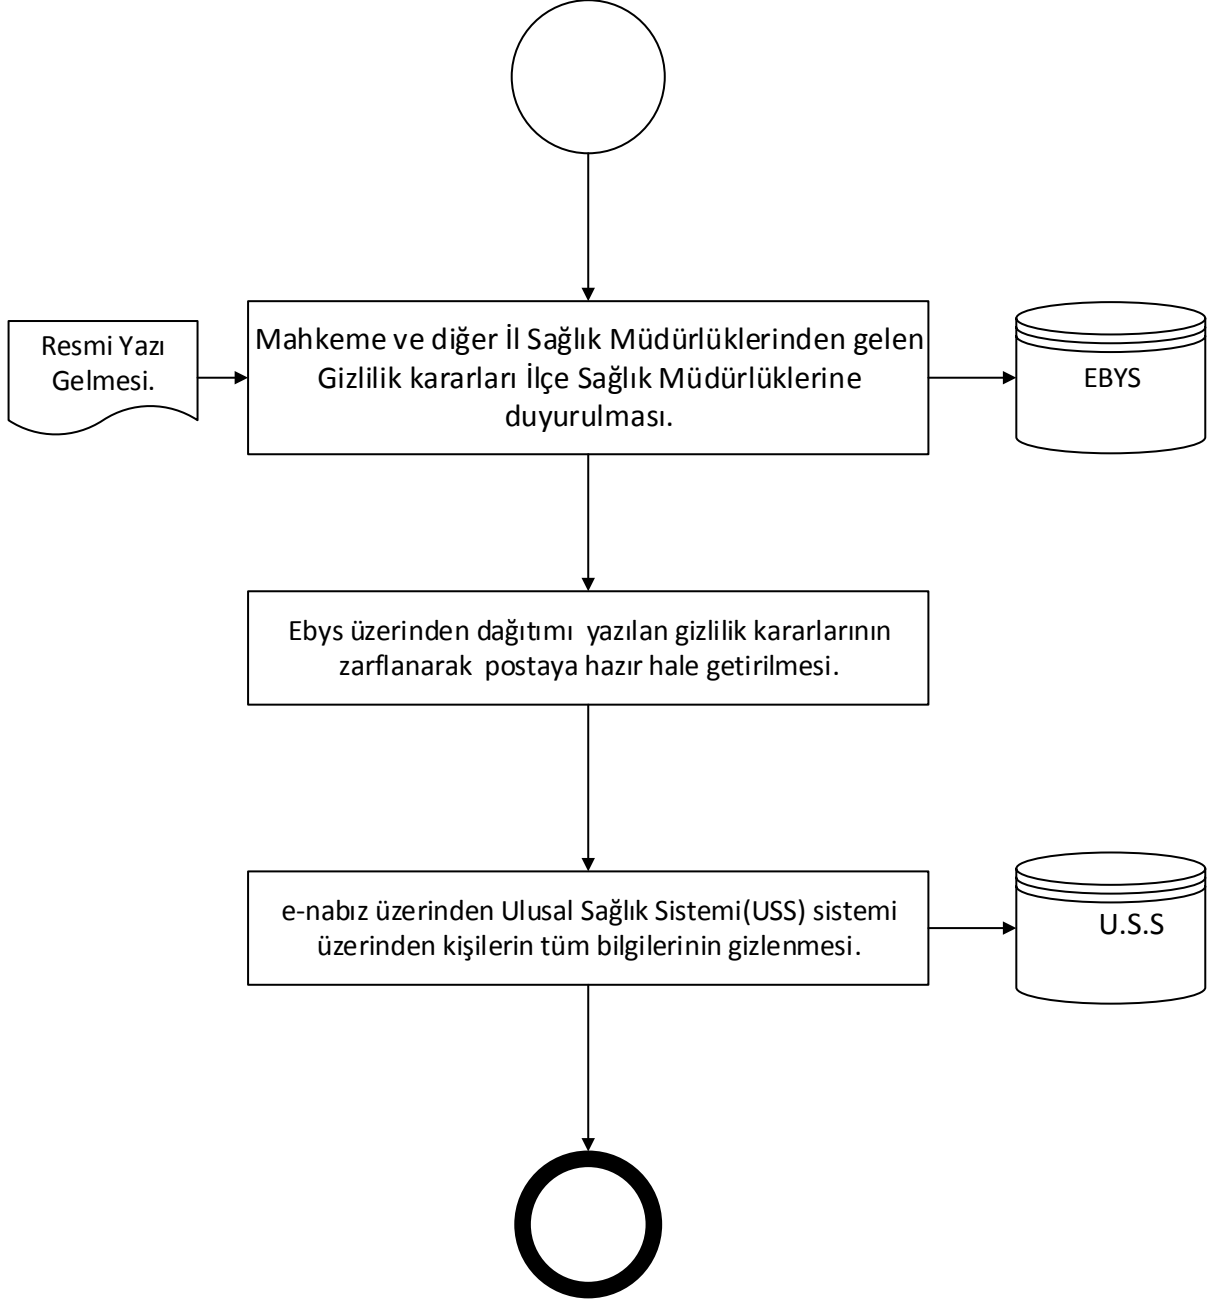 Resmi Yazı
Gelmesi.
Mahkeme ve diğer İl Sağlık Müdürlüklerinden gelen
Gizlilik kararları İlçe Sağlık Müdürlüklerine
duyurulması.
EBYS
Ebys üzerinden dağıtımı  yazılan gizlilik kararlarının
zarflanarak  postaya hazır hale getirilmesi.
e-nabız üzerinden Ulusal Sağlık Sistemi(USS) sistemi
üzerinden kişilerin tüm bilgilerinin gizlenmesi.
U.S.S